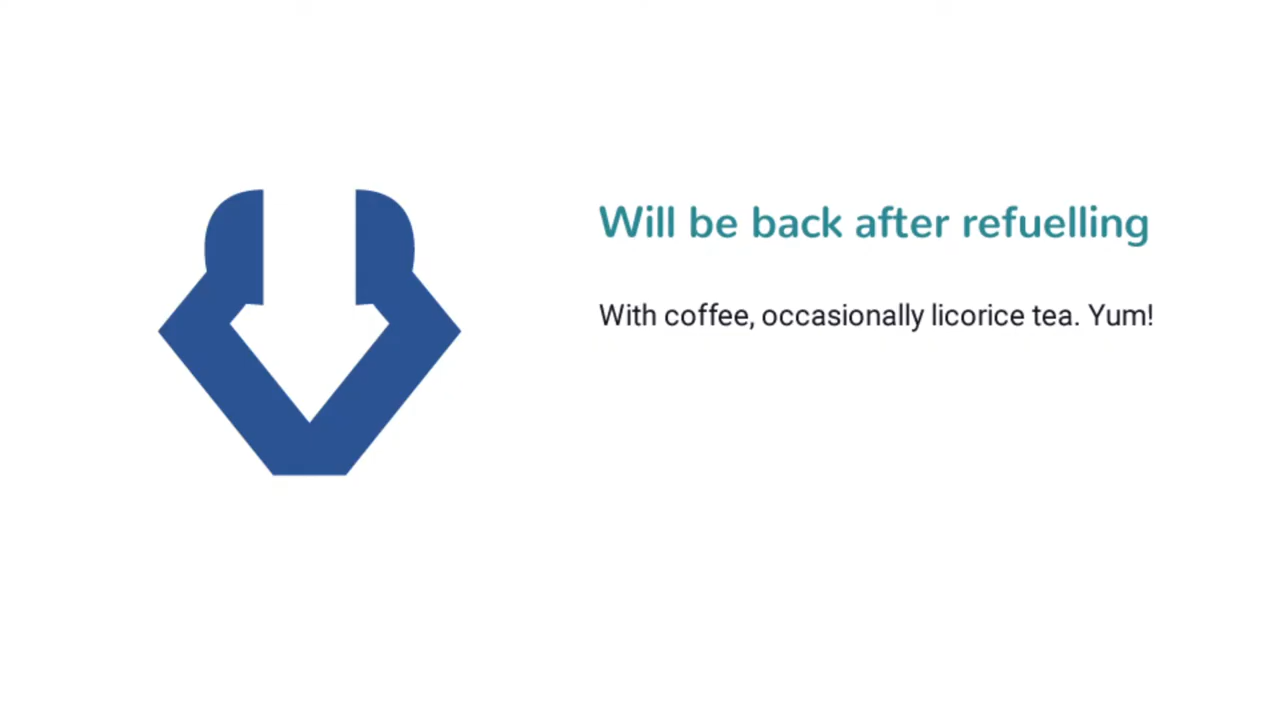 Will be back after refuelling
With coffee, occasionally licorice tea. Yum!